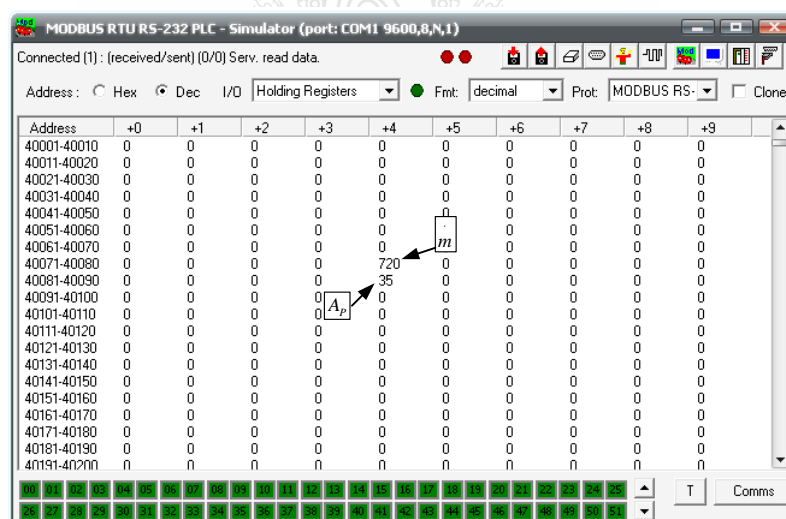 MODBUS RTU RS-232 PLC - Simulator (port: COM1 9600,8,N,1)
Connected (1) : (received/sent) (0/0) Serv. read data.
Address : Hex Dec I/O Holding Registers Fmt: decimal Prot: MODBUS RS- Clone
Address +0 +1 +2 +3 +4 +5 +6 +7 +8 +9
40001-40010 0 0 0 0 0 0 0 0 0 0
40011-40020 0 0 0 0 0 0 0 0 0 0
40021-40030 0 0 0 0 0 0 0 0 0 0
40031-40040 0 0 0 0 0 0 0 0 0 0
40041-40050 0 0 0 0 0 0 0 0 0 0
40051-40060 0 0 0 0 0 0 0 0 0
40061-40070 0 0 0 0 0 ṁ 0 0 0 0
40071-40080 0 0 0 0 720 0 0 0 0 0
40081-40090 0 0 0 0 35 0 0 0 0 0
40091-40100 0 0 0 0 0 0 0 0 0 0
40101-40110 0 0 0 0 A_P 0 0 0 0 0 0
40111-40120 0 0 0 0 0 0 0 0 0 0
40121-40130 0 0 0 0 0 0 0 0 0 0
40131-40140 0 0 0 0 0 0 0 0 0 0
40141-40150 0 0 0 0 0 0 0 0 0 0
40151-40160 0 0 0 0 0 0 0 0 0 0
40161-40170 0 0 0 0 0 0 0 0 0 0
40171-40180 0 0 0 0 0 0 0 0 0 0
40181-40190 0 0 0 0 0 0 0 0 0 0
40191-40200 0 0 0 0 0 0 0 0 0 0
00 01 02 03 04 05 06 07 08 09 10 11 12 13 14 15 16 17 18 19 20 21 22 23 24 25 T Comms
26 27 28 29 30 31 32 33 34 35 36 37 38 39 40 41 42 43 44 45 46 47 48 49 50 51